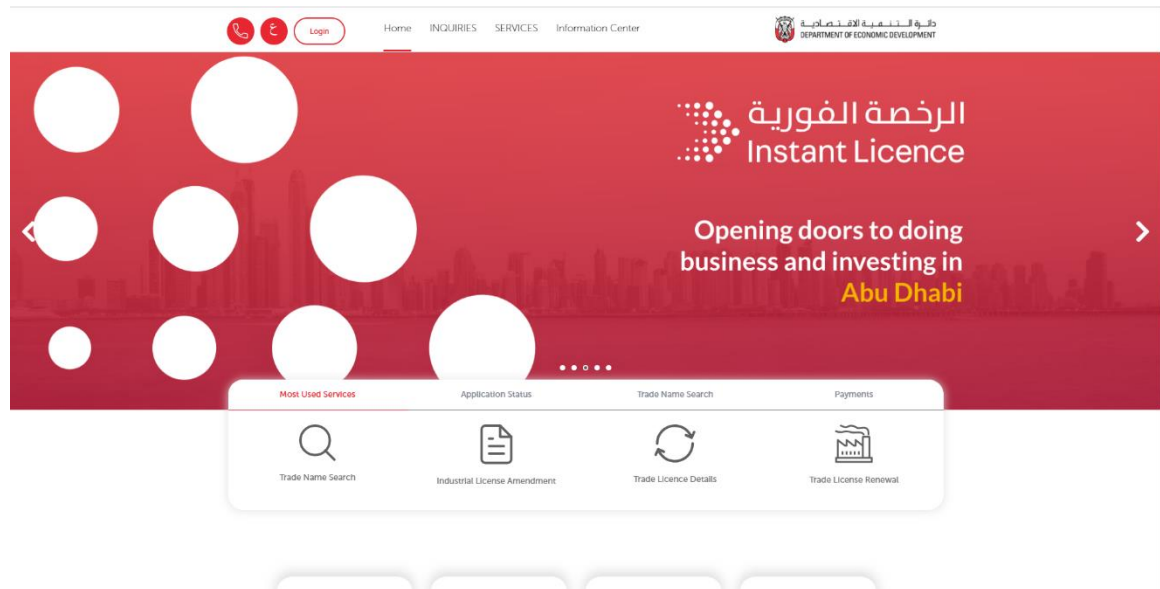 ع
Login
Home
INQUIRIES
SERVICES
Information Center
دائرة التنمية الاقتصادية
DEPARTMENT OF ECONOMIC DEVELOPMENT
الرخصة الفورية
Instant Licence
Opening doors to doing
business and investing in
Abu Dhabi
Most Used Services
Application Status
Trade Name Search
Payments
Trade Name Search
Industrial License Amendment
Trade Licence Details
Trade License Renewal